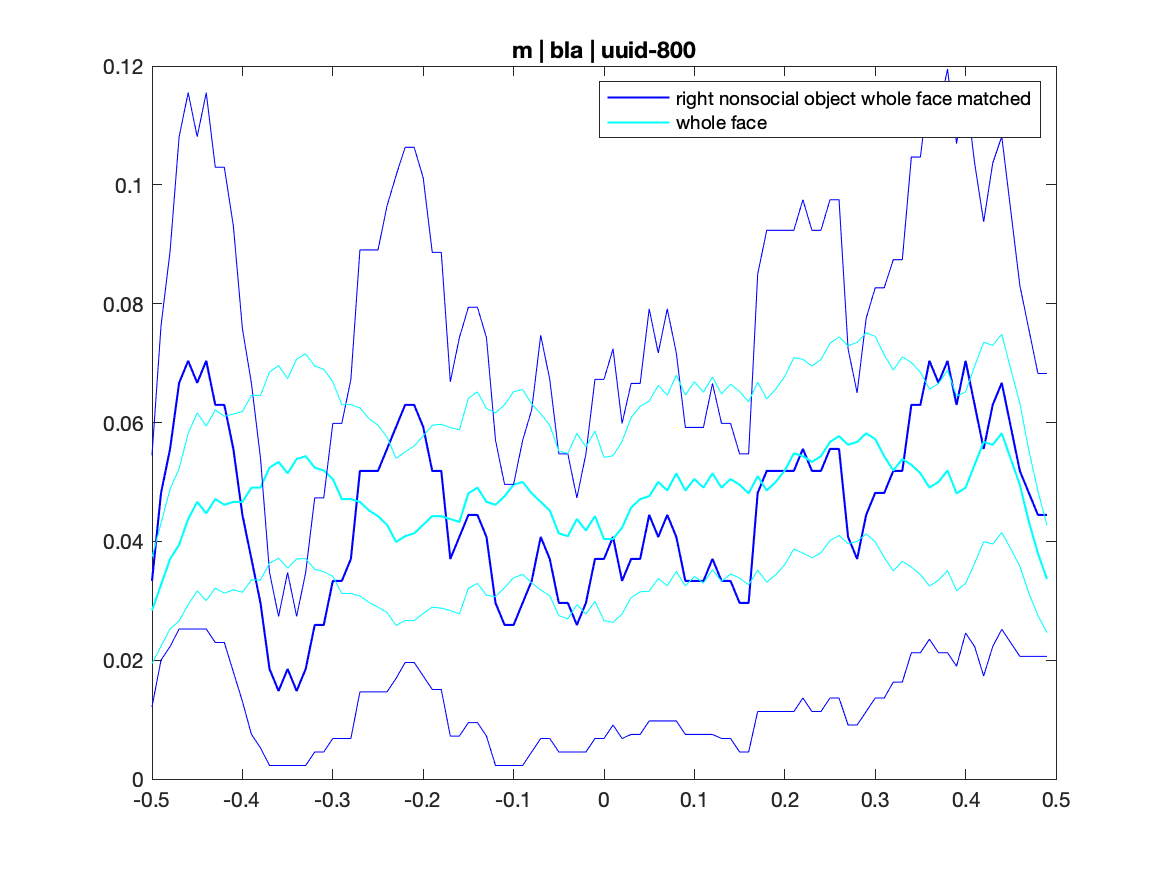 m | bla | uuid-800
right nonsocial object whole face matched
whole face
0.12
0.1
0.08
0.06
0.04
0.02
0
-0.5 -0.4 -0.3 -0.2 -0.1 0 0.1 0.2 0.3 0.4 0.5